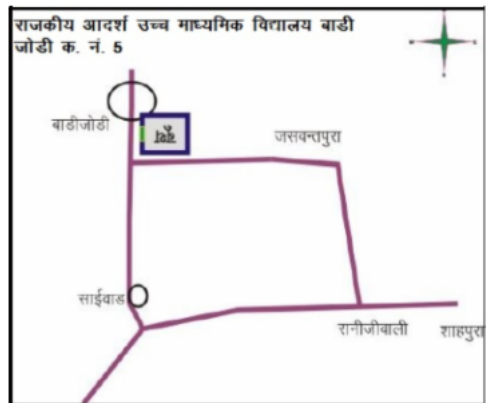 राजकीय आदर्श उच्च माध्यमिक विद्यालय बाडी
जोडी क. नं. 5
बाडीजोडी
बूथ
जसवन्तपुरा
साईवाड
रानीजीबाली
शाहपुरा